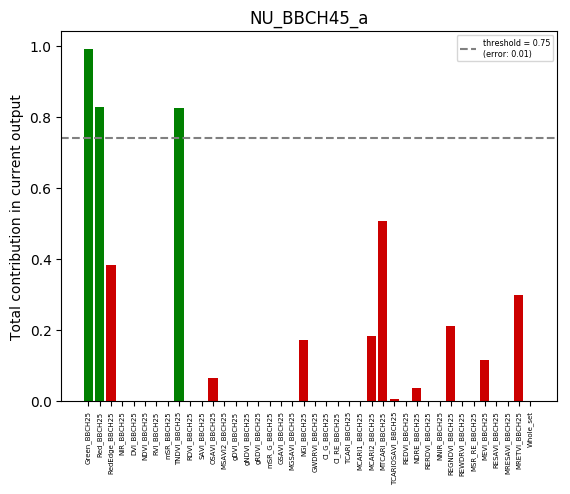 NU_BBCH45_a
threshold = 0.75
(error: 0.01)
Total contribution in current output
1.0
0.8
0.6
0.4
0.2
0.0
Green_BBCH25
Red_BBCH25
RedEdge_BBCH25
NIR_BBCH25
DVI_BBCH25
NDVI_BBCH25
RVI_BBCH25
mSR_BBCH25
TNDVI_BBCH25
RDVI_BBCH25
SAVI_BBCH25
OSAVI_BBCH25
MSAVI2_BBCH25
gDVI_BBCH25
gNDVI_BBCH25
gRDVI_BBCH25
mSR_G_BBCH25
GSAVI_BBCH25
MGSAVI_BBCH25
NGI_BBCH25
GWDRVI_BBCH25
CI_G_BBCH25
CI_RE_BBCH25
TCARI_BBCH25
MCARI1_BBCH25
MCARI2_BBCH25
MTCARI_BBCH25
TCARIOSAVI_BBCH25
REDVI_BBCH25
NDRE_BBCH25
RERDVI_BBCH25
NNIR_BBCH25
REGNDVI_BBCH25
REWDRVI_BBCH25
MSR_RE_BBCH25
MEVI_BBCH25
RESAVI_BBCH25
MRESAVI_BBCH25
MRETVI_BBCH25
Whole_set